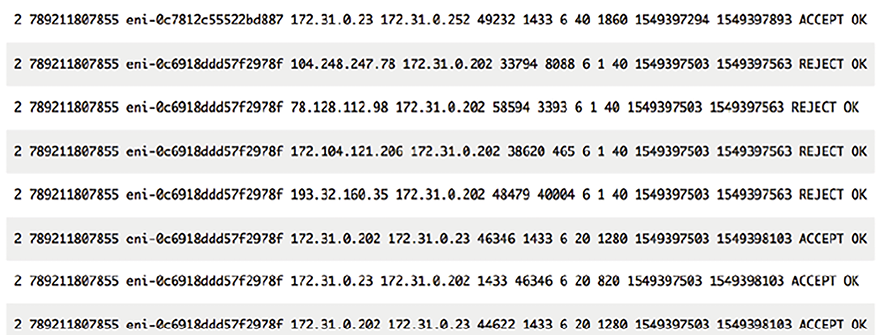 2 789211807855 eni-0c7812c55522bd887 172.31.0.23 172.31.0.252 49232 1433 6 40 1860 1549397294 1549397893 ACCEPT OK
2 789211807855 eni-0c6918ddd57f2978f 104.248.247.78 172.31.0.202 33794 8088 6 1 40 1549397503 1549397563 REJECT OK
2 789211807855 eni-0c6918ddd57f2978f 78.128.112.98 172.31.0.202 58594 3393 6 1 40 1549397503 1549397563 REJECT OK
2 789211807855 eni-0c6918ddd57f2978f 172.104.121.206 172.31.0.202 38620 465 6 1 40 1549397503 1549397563 REJECT OK
2 789211807855 eni-0c6918ddd57f2978f 193.32.160.35 172.31.0.202 48479 40004 6 1 40 1549397503 1549397563 REJECT OK
2 789211807855 eni-0c6918ddd57f2978f 172.31.0.202 172.31.0.23 46346 1433 6 20 1280 1549397503 1549398103 ACCEPT OK
2 789211807855 eni-0c6918ddd57f2978f 172.31.0.23 172.31.0.202 1433 46346 6 20 820 1549397503 1549398103 ACCEPT OK
2 789211807855 eni-0c6918ddd57f2978f 172.31.0.202 172.31.0.23 44622 1433 6 20 1280 1549397503 1549398103 ACCEPT OK